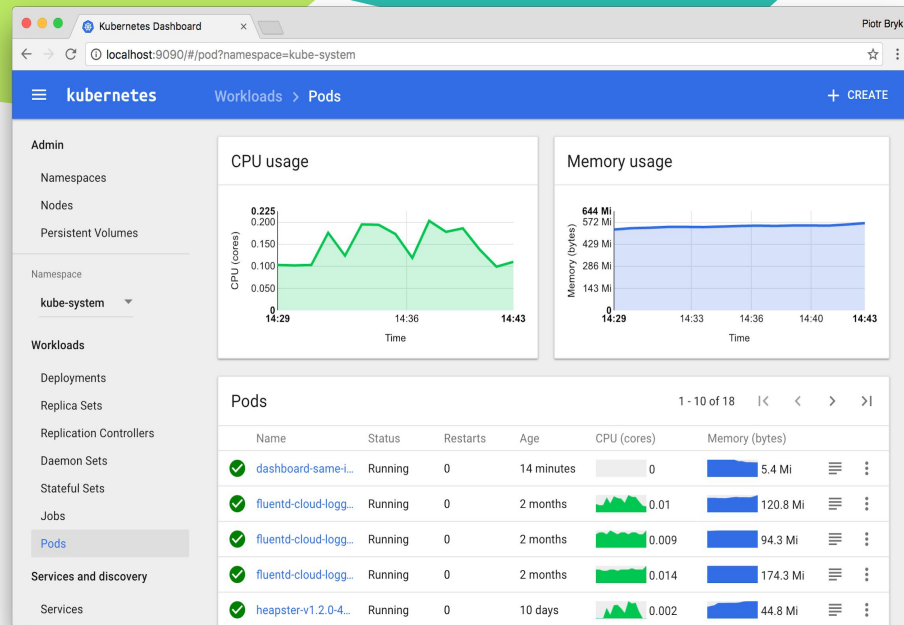 Kubernetes Dashboard
Piotr Bryk
localhost:9090/#/pod?namespace=kube-system
kubernetes
Workloads > Pods
+ CREATE
Admin
Namespaces
Nodes
Persistent Volumes
Namespace
kube-system
Workloads
Deployments
Replica Sets
Replication Controllers
Daemon Sets
Stateful Sets
Jobs
Pods
Services and discovery
Services
CPU usage
CPU (cores)
0.225
0.200
0.150
0.100
0.050
0
14:29 14:36 14:43
Time
Memory usage
Memory (bytes)
644 Mi
572 Mi
429 Mi
286 Mi
143 Mi
0
14:29 14:33 14:36 14:40 14:43
Time
Pods
1 - 10 of 18
Name Status Restarts Age CPU (cores) Memory (bytes)
dashboard-same-i... Running 0 14 minutes 0 5.4 Mi
fluentd-cloud-logg... Running 0 2 months 0.01 120.8 Mi
fluentd-cloud-logg... Running 0 2 months 0.009 94.3 Mi
fluentd-cloud-logg... Running 0 2 months 0.014 174.3 Mi
heapster-v1.2.0-4... Running 0 10 days 0.002 44.8 Mi